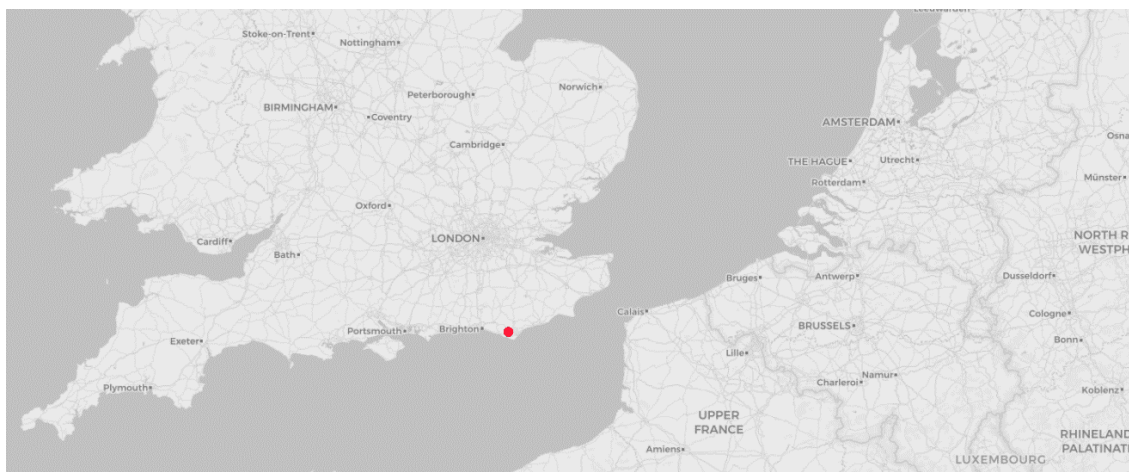 Leeuwarden
Stoke-on-Trent
Nottingham
Norwich
Peterborough
BIRMINGHAM
Coventry
AMSTERDAM
Osna
Cambridge
THE HAGUE
Utrecht
Rotterdam
Münster
Oxford
Cardiff
LONDON
NORTH R
WESTPH
Bath
Bruges
Antwerp
Dusseldorf
Calais
Cologne
Portsmouth
Brighton
BRUSSELS
Exeter
Bonn
Lille
Plymouth
Charleroi
Namur
Koblenz
UPPER
FRANCE
RHINELAND
PALATINAT
Amiens
LUXEMBOURG